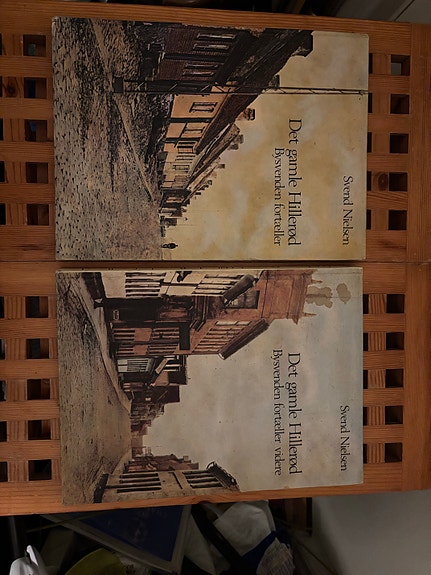 Svend Nielsen
Det gamle Hillerød
Bysvenden fortæller
Svend Nielsen
Det gamle Hillerød
Bysvenden fortæller videre